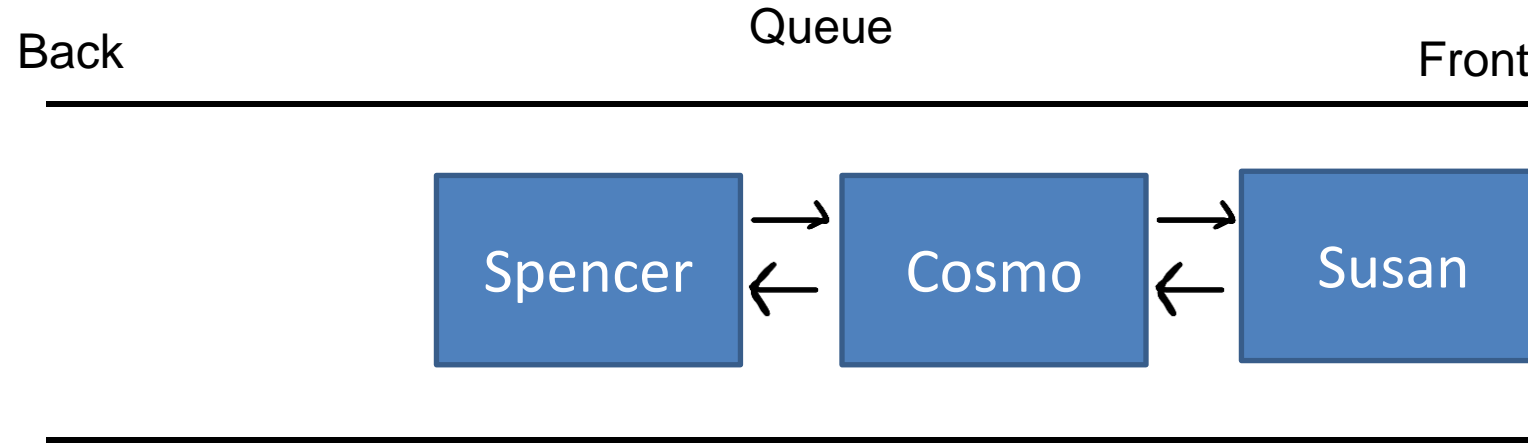 Queue
Back
Front
Spencer
Cosmo
Susan